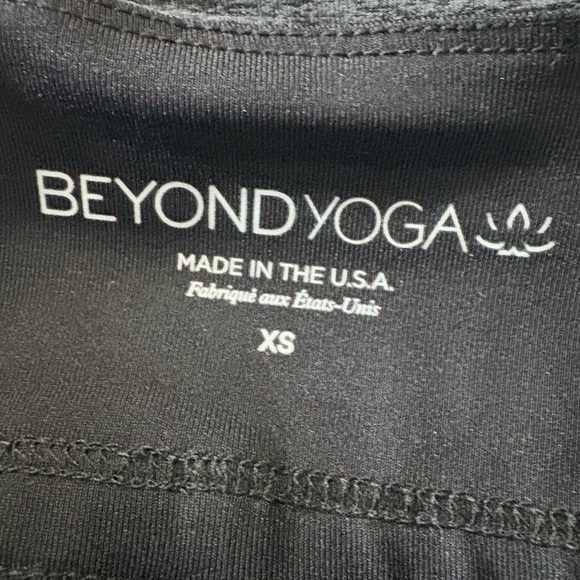 BEYOND YOGA
MADE IN THE U.S.A.
Fabriqué aux États-Unis
XS